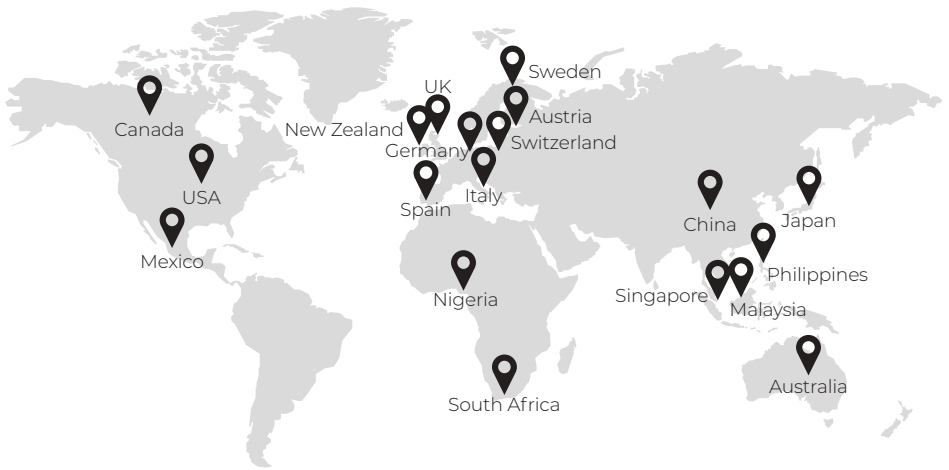 Sweden
UK
Canada
New Zealand
Austria
Germany
Switzerland
USA
Italy
Spain
China
Japan
Mexico
Philippines
Nigeria
Singapore
Malaysia
Australia
South Africa